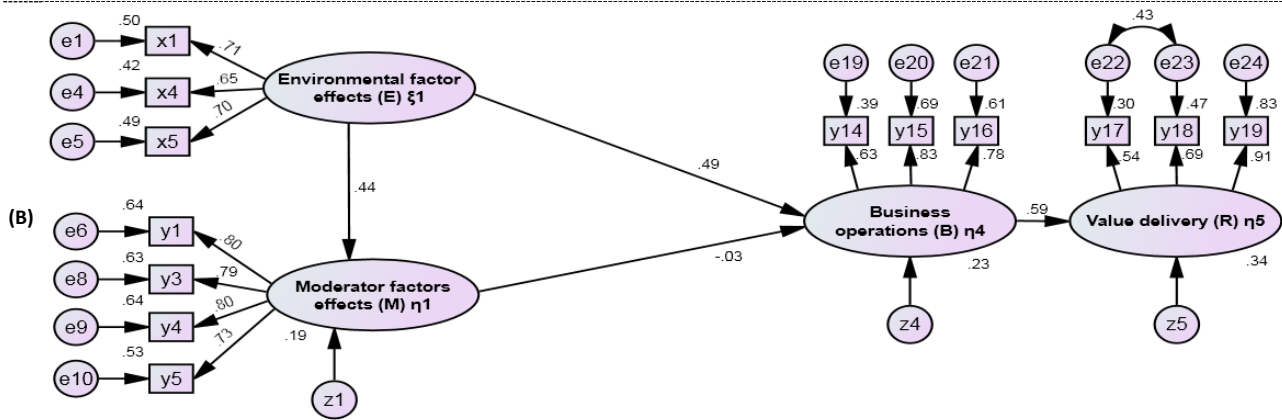 .43
e1
.50
x1
.71
e4
.42
x4
.65
e5
.49
x5
.70
Environmental factor
effects (E) ξ1
e19
e20
e21
e22
e23
e24
.39
.69
.61
.30
.47
.83
y14
y15
y16
y17
y18
y19
.63
.83
.78
.54
.69
.91
.49
.44
(B)
e6
.64
y1
.80
e8
.63
y3
.79
e9
.64
y4
.80
e10
.53
y5
.73
Moderator factors
effects (M) η1
.19
z1
-.03
Business
operations (B) η4
.23
.59
Value delivery (R) η5
.34
z4
z5